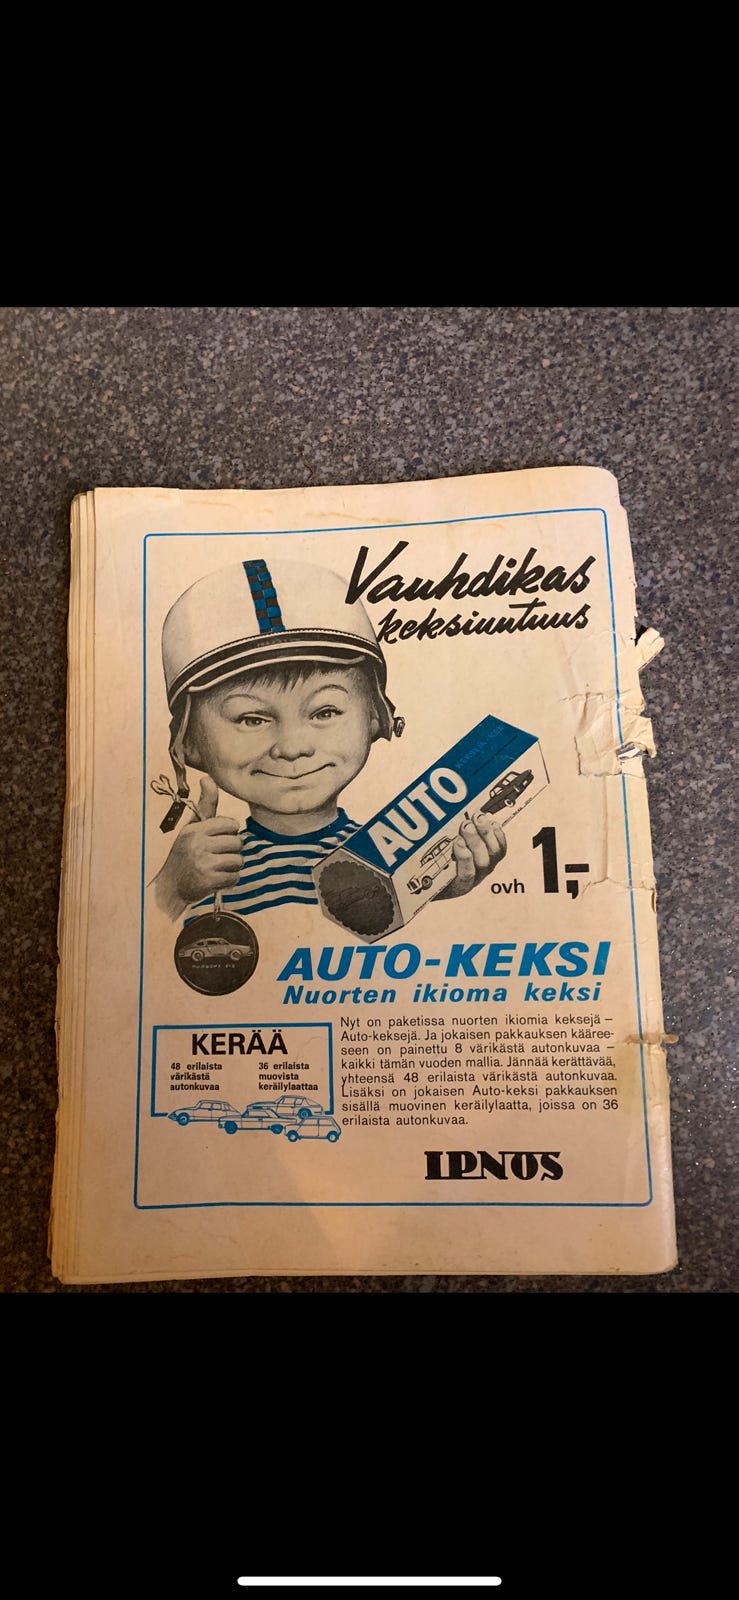 Vauhdikas
keksiuutuus
AUTO
KEKSEJÄ-KEX
ovh 1,-
AUTO-KEKSI
Nuorten ikioma keksi
KERÄÄ
48 erilaista
värikästä
autonkuvaa
36 erilaista
muovista
keräilylaattaa
Nyt on paketissa nuorten ikiomia keksejä –
Auto-keksejä. Ja jokaisen pakkauksen kääree-
seen on painettu 8 värikästä autonkuvaa –
kaikki tämän vuoden mallia. Jännää kerättävää,
yhteensä 48 erilaista värikästä autonkuvaa.
Lisäksi on jokaisen Auto-keksi pakkauksen
sisällä muovinen keräilylaatta, joissa on 36
erilaista autonkuvaa.
IPNOS